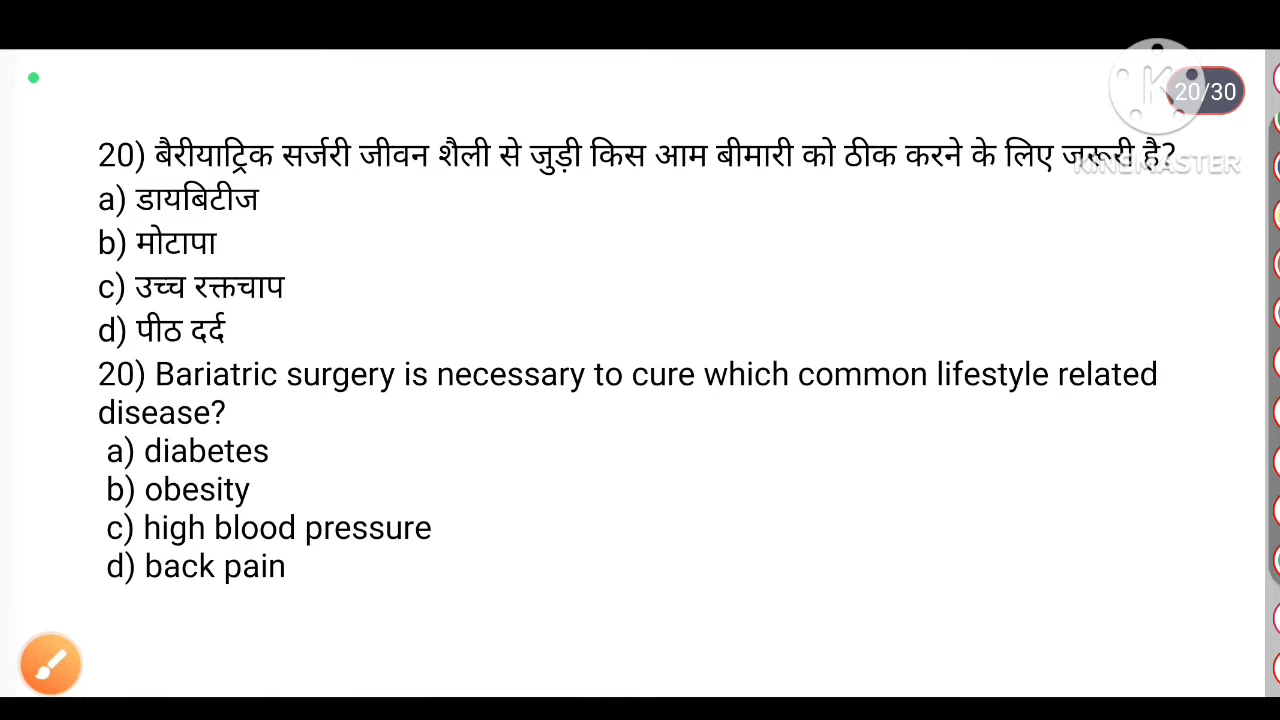 20/30
20) बैरीयाट्रिक सर्जरी जीवन शैली से जुड़ी किस आम बीमारी को ठीक करने के लिए जरूरी है?
KINEMASTER
a) डायबिटीज
b) मोटापा
c) उच्च रक्तचाप
d) पीठ दर्द
20) Bariatric surgery is necessary to cure which common lifestyle related
disease?
a) diabetes
b) obesity
c) high blood pressure
d) back pain